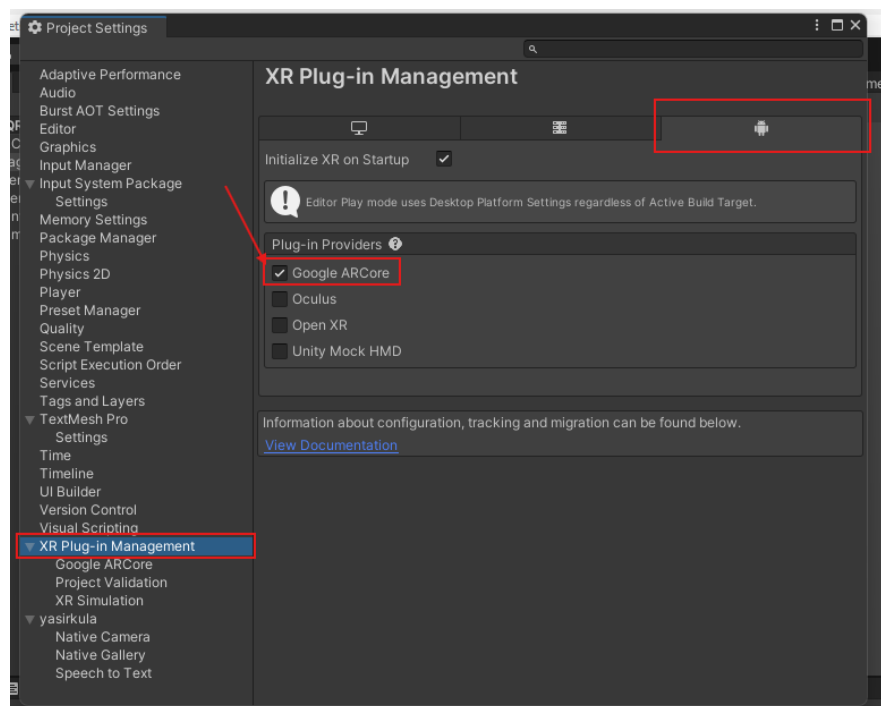 Project Settings
Adaptive Performance
Audio
Burst AOT Settings
Editor
Graphics
Input Manager
Input System Package
Settings
Memory Settings
Package Manager
Physics
Physics 2D
Player
Preset Manager
Quality
Scene Template
Script Execution Order
Services
Tags and Layers
TextMesh Pro
Settings
Time
Timeline
UI Builder
Version Control
Visual Scripting
XR Plug-in Management
Google ARCore
Project Validation
XR Simulation
yasirkula
Native Camera
Native Gallery
Speech to Text
XR Plug-in Management
Initialize XR on Startup
Editor Play mode uses Desktop Platform Settings regardless of Active Build Target.
Plug-in Providers
Google ARCore
Oculus
Open XR
Unity Mock HMD
Information about configuration, tracking and migration can be found below.
View Documentation